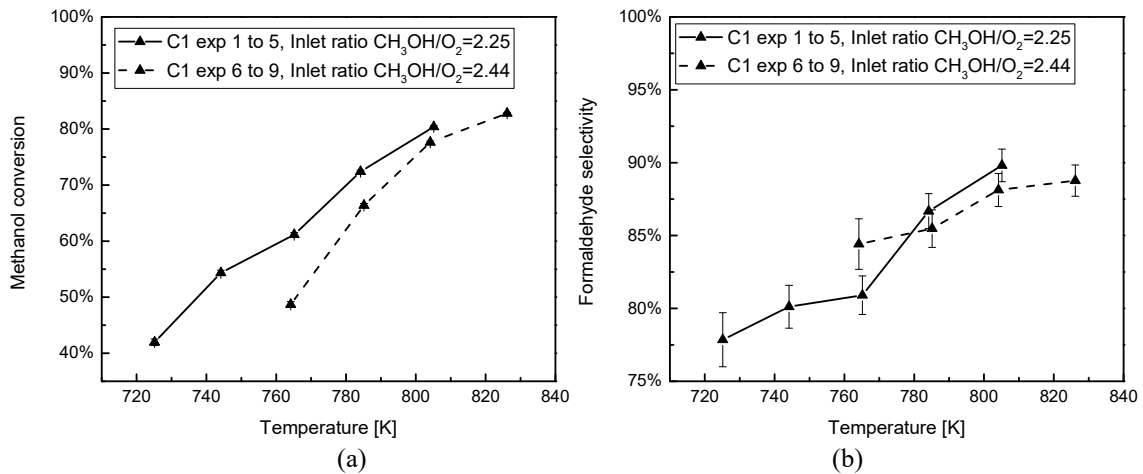 100%
90%
80%
70%
60%
50%
40%
Methanol conversion
C1 exp 1 to 5, Inlet ratio CH₃OH/O₂=2.25
C1 exp 6 to 9, Inlet ratio CH₃OH/O₂=2.44
720 740 760 780 800 820 840
Temperature [K]
(a)
100%
95%
90%
85%
80%
75%
Formaldehyde selectivity
C1 exp 1 to 5, Inlet ratio CH₃OH/O₂=2.25
C1 exp 6 to 9, Inlet ratio CH₃OH/O₂=2.44
720 740 760 780 800 820 840
Temperature [K]
(b)